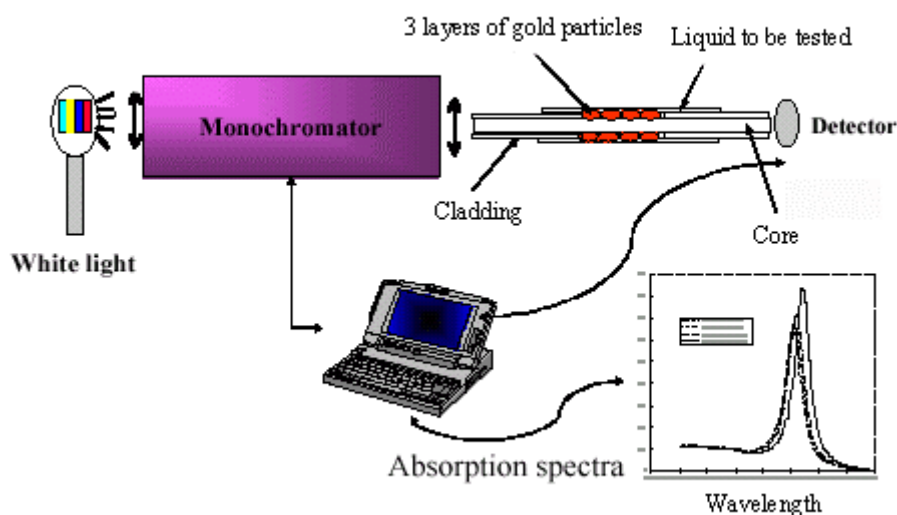 3 layers of gold particles
Liquid to be tested
Monochromator
Detector
Cladding
Core
White light
Absorption spectra
Wavelength